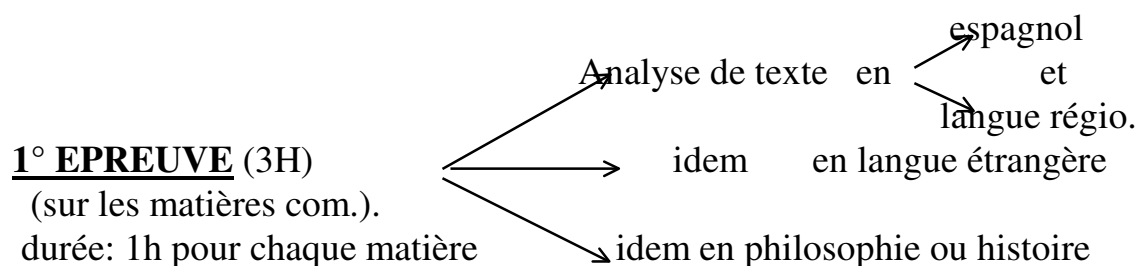 espagnol
Analyse de texte en et
langue régio.
1° EPREUVE (3H) idem en langue étrangère
(sur les matières com.).
durée: 1h pour chaque matière idem en philosophie ou histoire